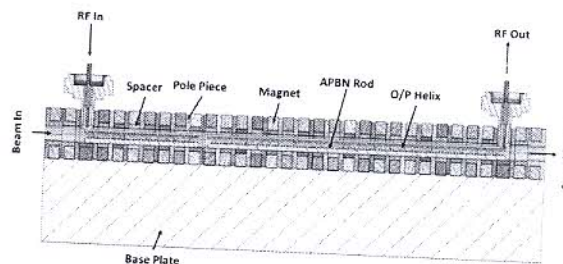 RF In
RF Out
Spacer
Pole Piece
Magnet
APBN Rod
O/P Helix
Beam In
Base Plate